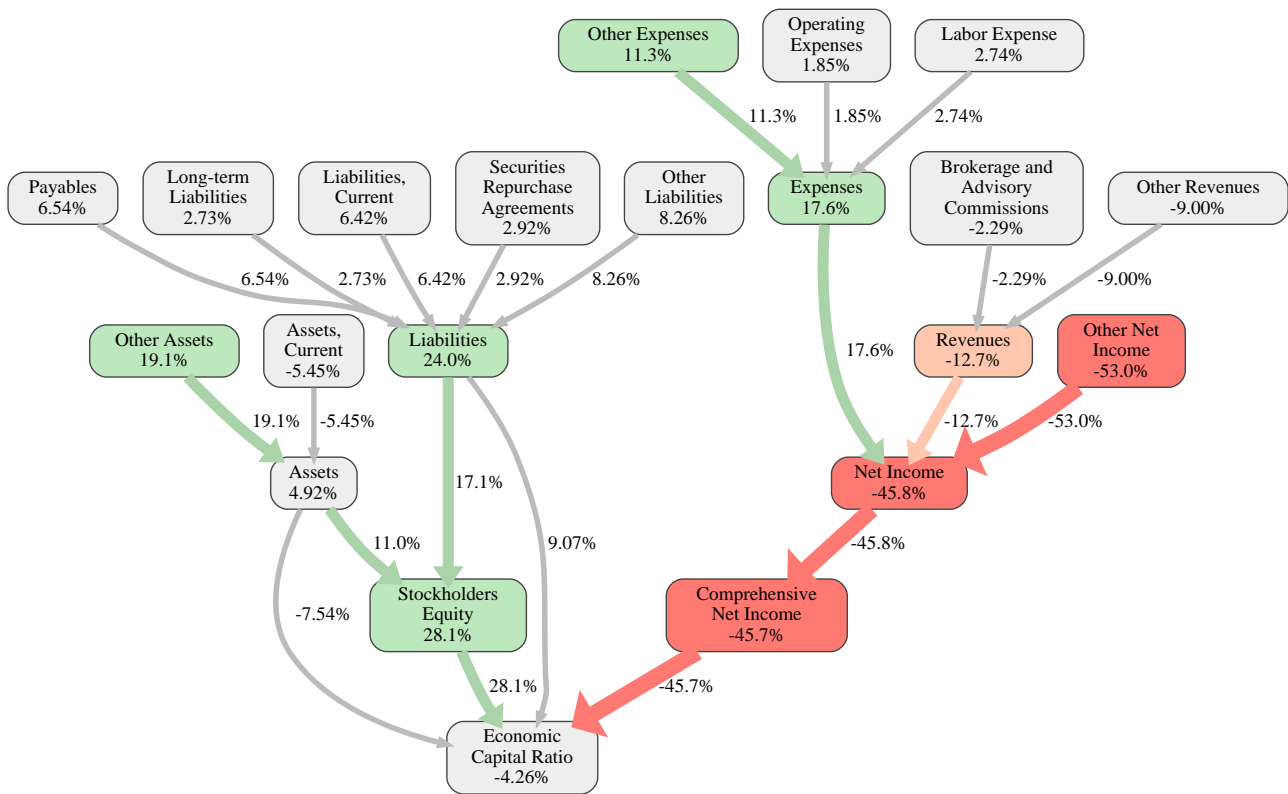 Other Expenses
11.3%
Operating
Expenses
1.85%
Labor Expense
2.74%
11.3%
1.85%
2.74%
Payables
6.54%
Long-term
Liabilities
2.73%
Liabilities,
Current
6.42%
Securities
Repurchase
Agreements
2.92%
Other
Liabilities
8.26%
Expenses
17.6%
Brokerage and
Advisory
Commissions
-2.29%
Other Revenues
-9.00%
6.54%
2.73%
6.42%
2.92%
8.26%
-2.29%
-9.00%
Other Assets
19.1%
Assets,
Current
-5.45%
Liabilities
24.0%
17.6%
Revenues
-12.7%
Other Net
Income
-53.0%
19.1%
-5.45%
-12.7%
-53.0%
Assets
4.92%
17.1%
Net Income
-45.8%
11.0%
9.07%
-45.8%
-7.54%
Stockholders
Equity
28.1%
Comprehensive
Net Income
-45.7%
28.1%
-45.7%
Economic
Capital Ratio
-4.26%